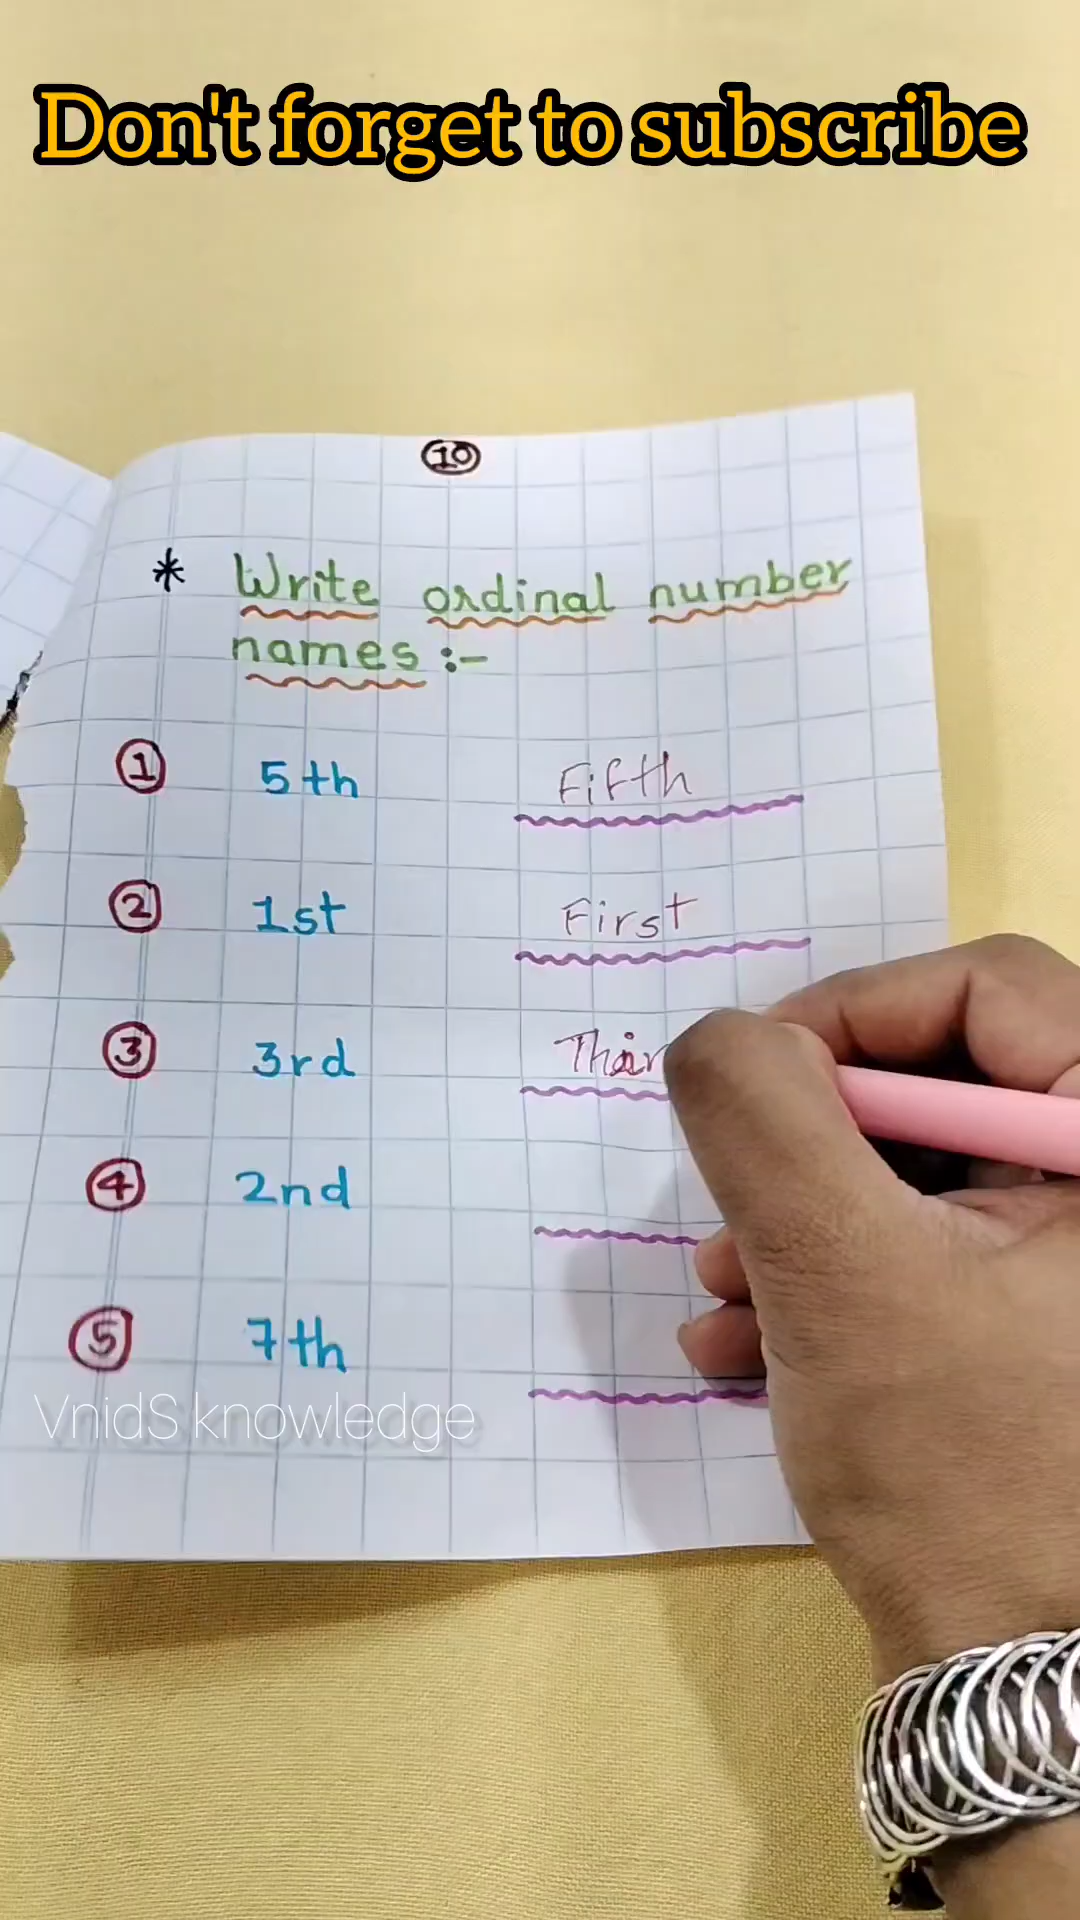 Don't forget to subscribe
10
* Write ordinal number
names :-
1 5th Fifth
2 1st First
3 3rd
4 2nd
5 7th
VnidS knowledge